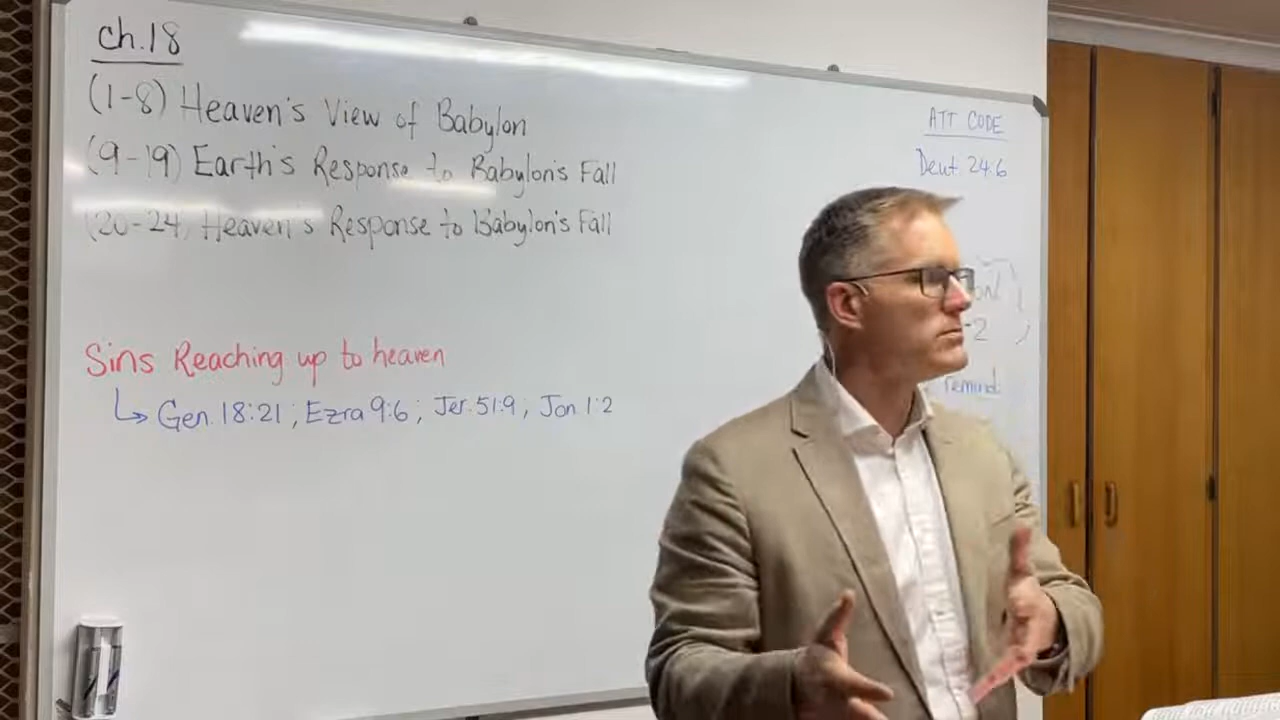 ch.18
(1-8) Heaven's View of Babylon
(9-19) Earth's Response to Babylon's Fall
(20-24) Heaven's Response to Babylon's Fall
Sins Reaching up to heaven
↳ Gen. 18:21; Ezra 9:6; Jer. 51:9; Jon 1:2
ATT CODE
Deut. 24:6
-2
remind